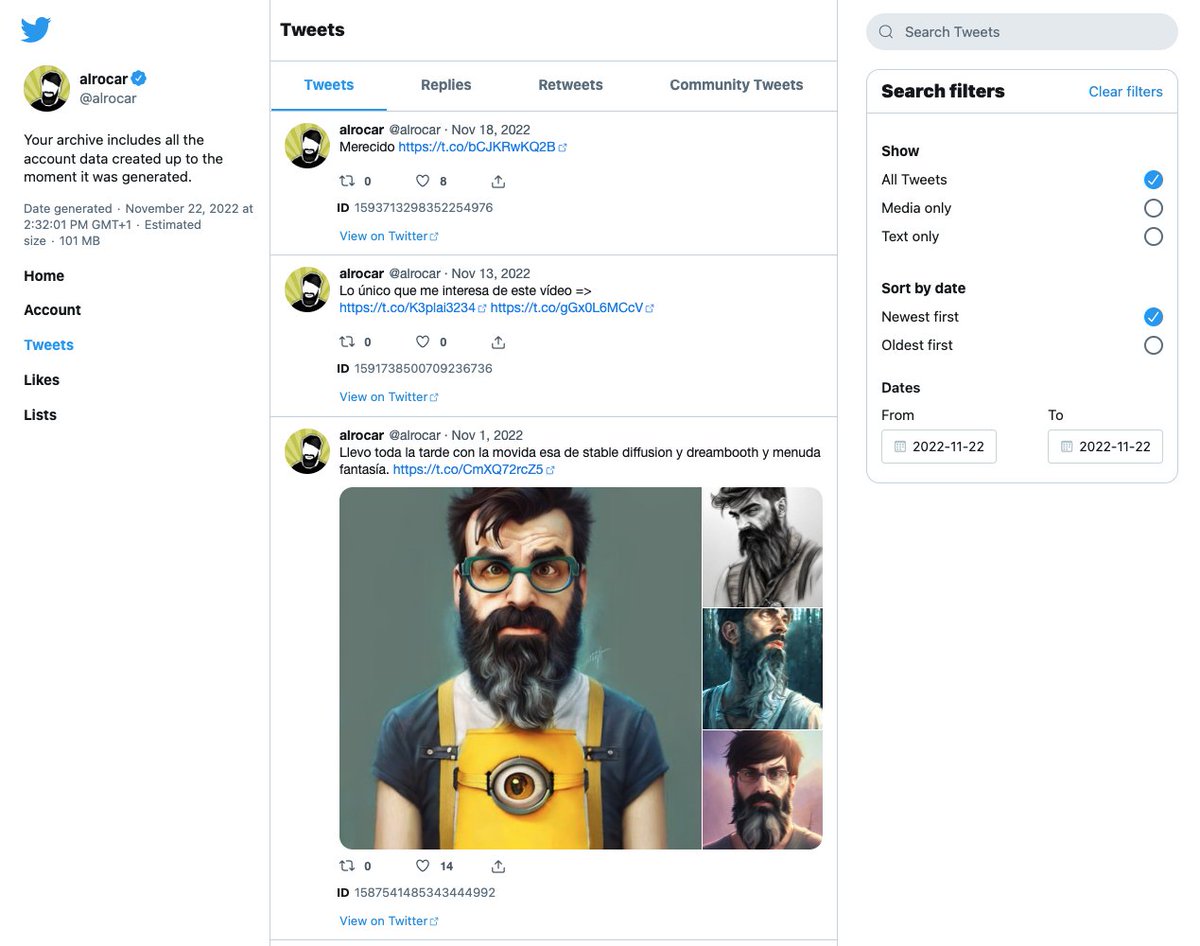 alrocar
@alrocar
Your archive includes all the
account data created up to the
moment it was generated.
Date generated · November 22, 2022 at
2:32:01 PM GMT+1 · Estimated
size · 101 MB
Home
Account
Tweets
Likes
Lists
Tweets
Tweets Replies Retweets Community Tweets
alrocar @alrocar · Nov 18, 2022
Merecido https://t.co/bCJKRwKQ2B
0 8
ID 1593713298352254976
View on Twitter
alrocar @alrocar · Nov 13, 2022
Lo único que me interesa de este vídeo =>
https://t.co/K3plai3234 https://t.co/gGx0L6MCcV
0 0
ID 1591738500709236736
View on Twitter
alrocar @alrocar · Nov 1, 2022
Llevo toda la tarde con la movida esa de stable diffusion y dreambooth y menuda
fantasía. https://t.co/CmXQ72rcZ5
0 14
ID 1587541485343444992
View on Twitter
Search Tweets
Search filters Clear filters
Show
All Tweets
Media only
Text only
Sort by date
Newest first
Oldest first
Dates
From To
2022-11-22 2022-11-22